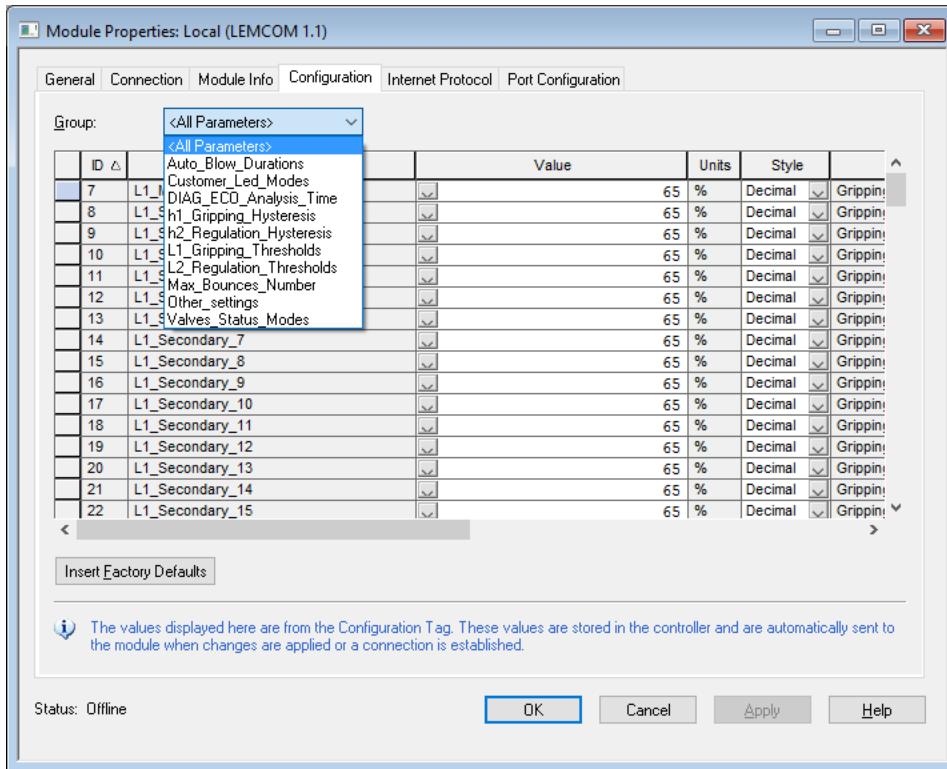 Module Properties: Local (LEMCOM 1.1)
General Connection Module Info Configuration Internet Protocol Port Configuration
Group: <All Parameters>
<All Parameters>
Auto_Blow_Durations
Customer_Led_Modes
DIAG_ECO_Analysis_Time
h1_Gripping_Hysteresis
h2_Regulation_Hysteresis
L1_Gripping_Thresholds
L2_Regulation_Thresholds
Max_Bounces_Number
Other_settings
Valves_Status_Modes
ID Value Units Style
7 65 % Decimal
8 65 % Decimal
9 65 % Decimal
10 65 % Decimal
11 65 % Decimal
12 65 % Decimal
13 65 % Decimal
14 L1_Secondary_7 65 % Decimal
15 L1_Secondary_8 65 % Decimal
16 L1_Secondary_9 65 % Decimal
17 L1_Secondary_10 65 % Decimal
18 L1_Secondary_11 65 % Decimal
19 L1_Secondary_12 65 % Decimal
20 L1_Secondary_13 65 % Decimal
21 L1_Secondary_14 65 % Decimal
22 L1_Secondary_15 65 % Decimal
Insert Factory Defaults
The values displayed here are from the Configuration Tag. These values are stored in the controller and are automatically sent to
the module when changes are applied or a connection is established.
Status: Offline OK Cancel Apply Help